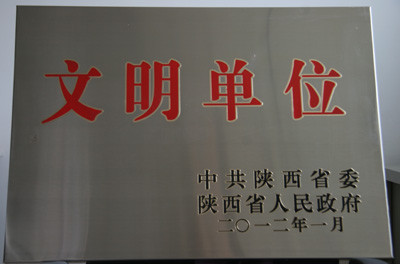 文明单位
中共陕西省委
陕西省人民政府
二〇一二年一月